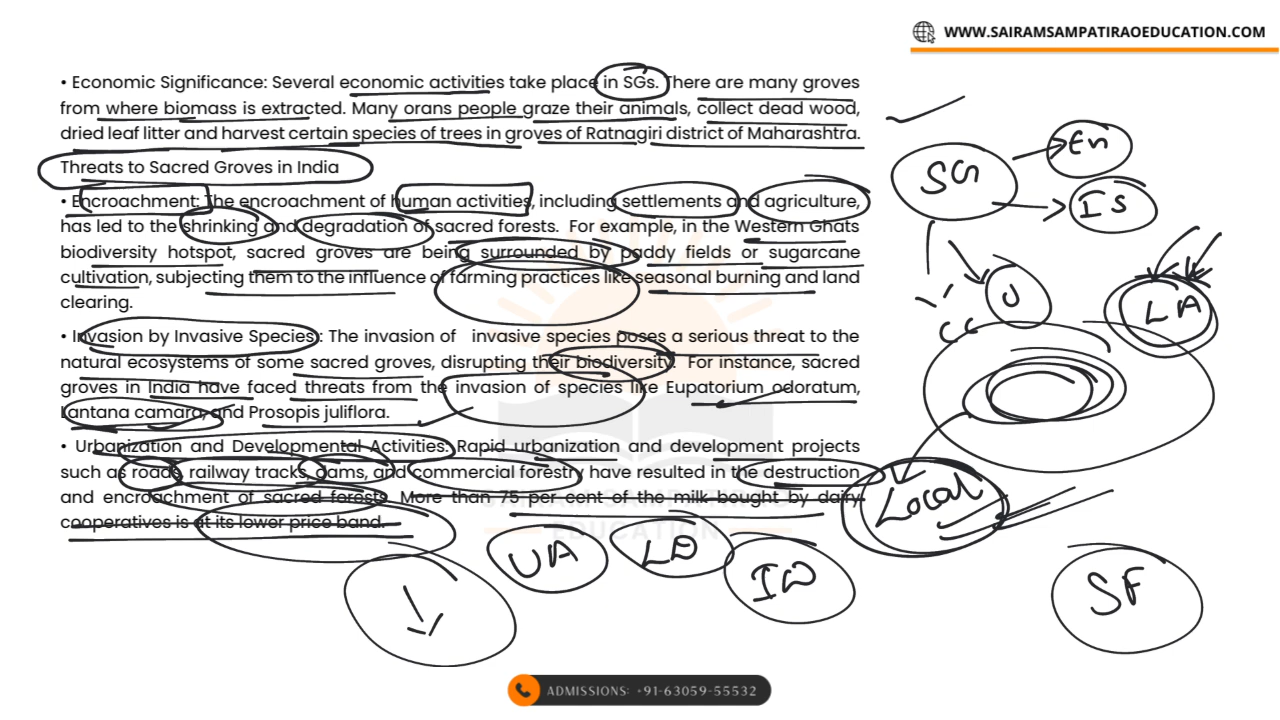 WWW.SAIRAMSAMPATIRAOEDUCATION.COM
• Economic Significance: Several economic activities take place in SGs. There are many groves
from where biomass is extracted. Many orans people graze their animals, collect dead wood,
dried leaf litter and harvest certain species of trees in groves of Ratnagiri district of Maharashtra.
Threats to Sacred Groves in India
• Encroachment: The encroachment of human activities, including settlements and agriculture,
has led to the shrinking and degradation of sacred forests. For example, in the Western Ghats
biodiversity hotspot, sacred groves are being surrounded by paddy fields or sugarcane
cultivation, subjecting them to the influence of farming practices like seasonal burning and land
clearing.
• Invasion by Invasive Species: The invasion of invasive species poses a serious threat to the
natural ecosystems of some sacred groves, disrupting their biodiversity. For instance, sacred
groves in India have faced threats from the invasion of species like Eupatorium odoratum,
Lantana camara, and Prosopis juliflora.
• Urbanization and Developmental Activities: Rapid urbanization and development projects
such as roads, railway tracks, dams, and commercial forestry have resulted in the destruction
and encroachment of sacred forests. More than 75 per cent of the milk bought by dairy
cooperatives is at its lower price band.
SG
En
IS
U
CC
LA
Local
UA
LD
IW
SF
EDUCATION
ADMISSIONS: +91-63059-55532